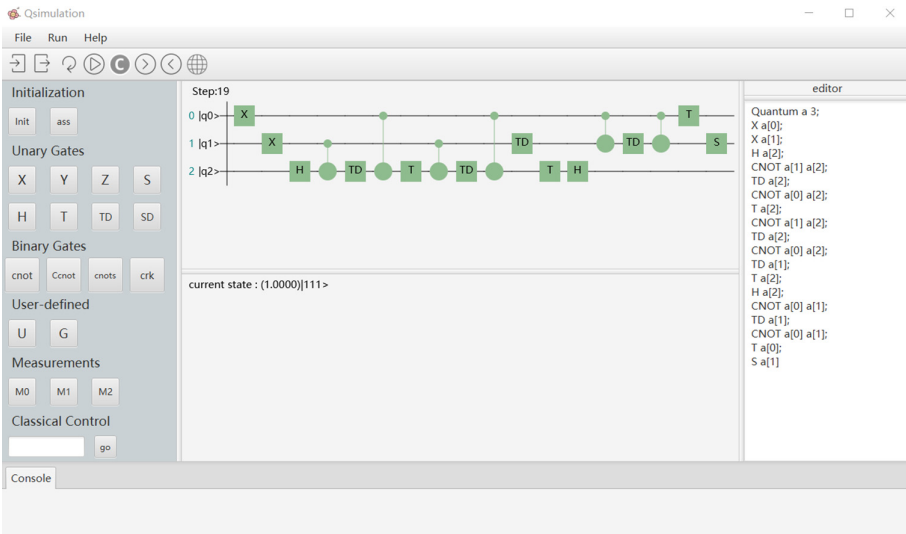 Qsimulation
File Run Help
C
Initialization
Init ass
Unary Gates
X Y Z S
H T TD SD
Binary Gates
cnot Ccnot cnots crk
User-defined
U G
Measurements
M0 M1 M2
Classical Control
go
Step:19
0 |q0> X T
1 |q1> X TD TD S
2 |q2> H TD T TD T H
current state : (1.0000)|111>
editor
Quantum a 3;
X a[0];
X a[1];
H a[2];
CNOT a[1] a[2];
TD a[2];
CNOT a[0] a[2];
T a[2];
CNOT a[1] a[2];
TD a[2];
CNOT a[0] a[2];
TD a[1];
T a[2];
H a[2];
CNOT a[0] a[1];
TD a[1];
CNOT a[0] a[1];
T a[0];
S a[1]
Console